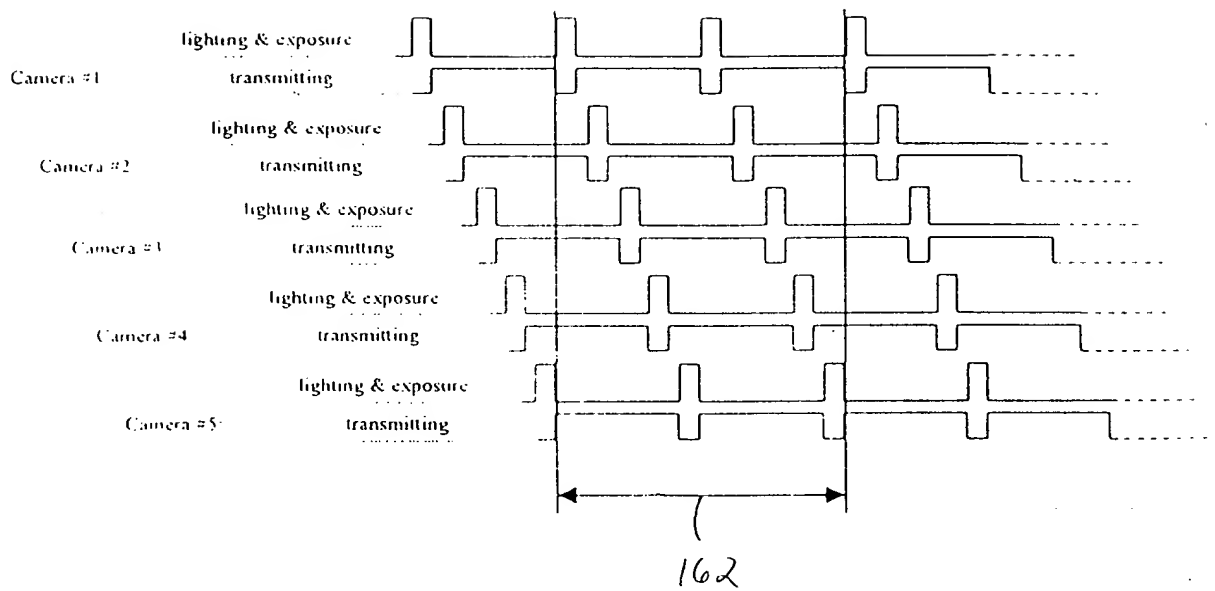 lighting & exposure
Camera #1 transmitting
lighting & exposure
Camera #2 transmitting
lighting & exposure
Camera #3 transmitting
lighting & exposure
Camera #4 transmitting
lighting & exposure
Camera #5 transmitting
162